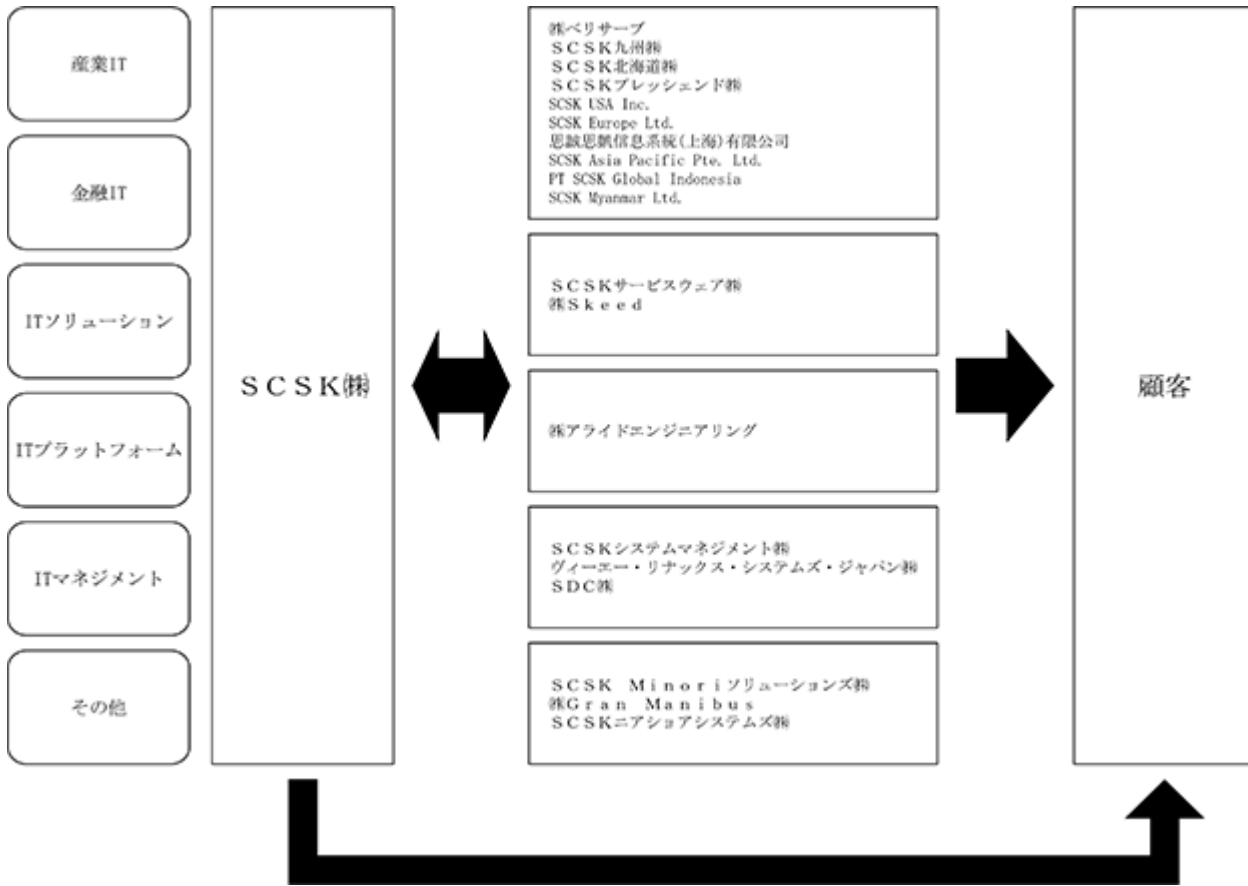 産業IT
金融IT
ITソリューション
ITプラットフォーム
ITマネジメント
その他
ＳＣＳＫ㈱
㈱ベリサーブ
ＳＣＳＫ九州㈱
ＳＣＳＫ北海道㈱
ＳＣＳＫプレッシェンド㈱
SCSK USA Inc.
SCSK Europe Ltd.
思誠思凱信息系統(上海)有限公司
SCSK Asia Pacific Pte. Ltd.
PT SCSK Global Indonesia
SCSK Myanmar Ltd.
ＳＣＳＫサービスウェア㈱
㈱Ｓｋｅｅｄ
㈱アライドエンジニアリング
ＳＣＳＫシステムマネジメント㈱
ヴィーエー・リナックス・システムズ・ジャパン㈱
ＳＤＣ㈱
ＳＣＳＫ　Ｍｉｎｏｒｉソリューションズ㈱
㈱Ｇｒａｎ　Ｍａｎｉｂｕｓ
ＳＣＳＫニアショアシステムズ㈱
顧客